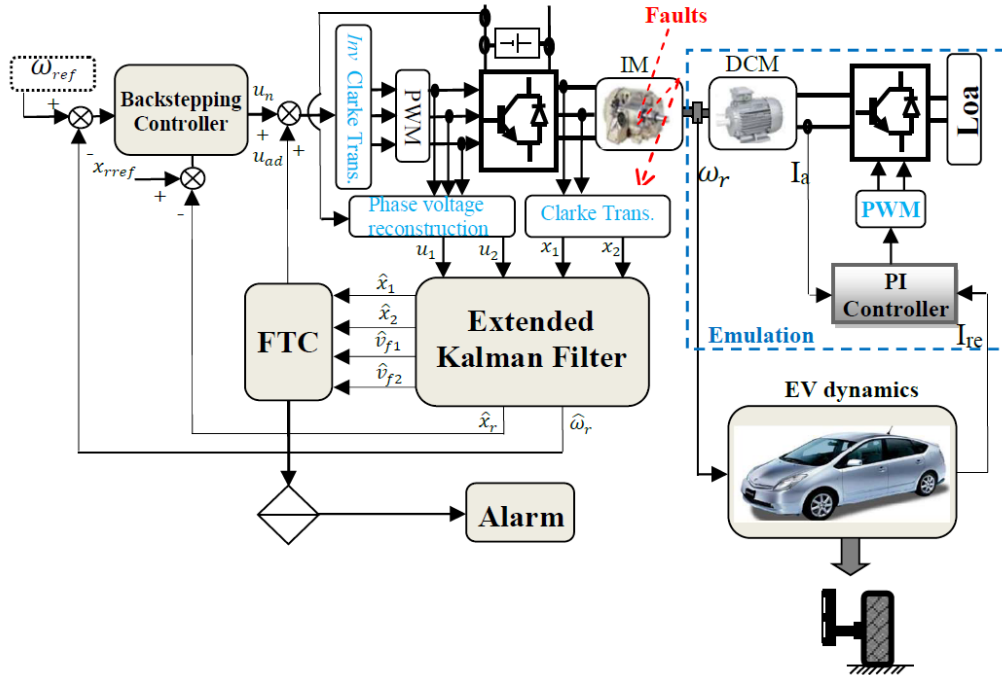 Faults
ω_ref
Backstepping
Controller
u_n
u_ad
+
-
+
+
x_rref
+
-
Inv Clarke Trans.
PWM
IM
DCM
Loa
ω_r
I_a
PWM
PI
Controller
I_re
Emulation
Phase voltage
reconstruction
Clarke Trans.
u_1
u_2
x_1
x_2
FTC
x̂_1
x̂_2
v̂_f1
v̂_f2
Extended
Kalman Filter
x̂_r
ω̂_r
EV dynamics
Alarm